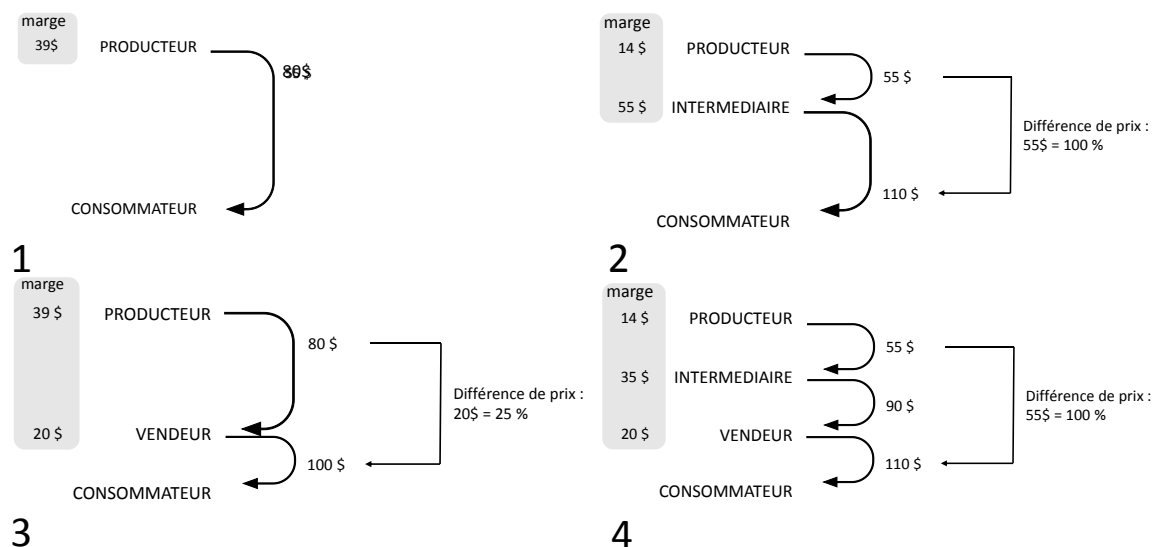 marge
39$
PRODUCTEUR
CONSOMMATEUR
1
marge
14 $
PRODUCTEUR
55 $
55 $
INTERMEDIAIRE
Différence de prix :
55$ = 100 %
110 $
CONSOMMATEUR
2
marge
39 $
PRODUCTEUR
80 $
Différence de prix :
20$ = 25 %
20 $
VENDEUR
100 $
CONSOMMATEUR
3
marge
14 $
PRODUCTEUR
55 $
35 $
INTERMEDIAIRE
90 $
Différence de prix :
55$ = 100 %
20 $
VENDEUR
110 $
CONSOMMATEUR
4